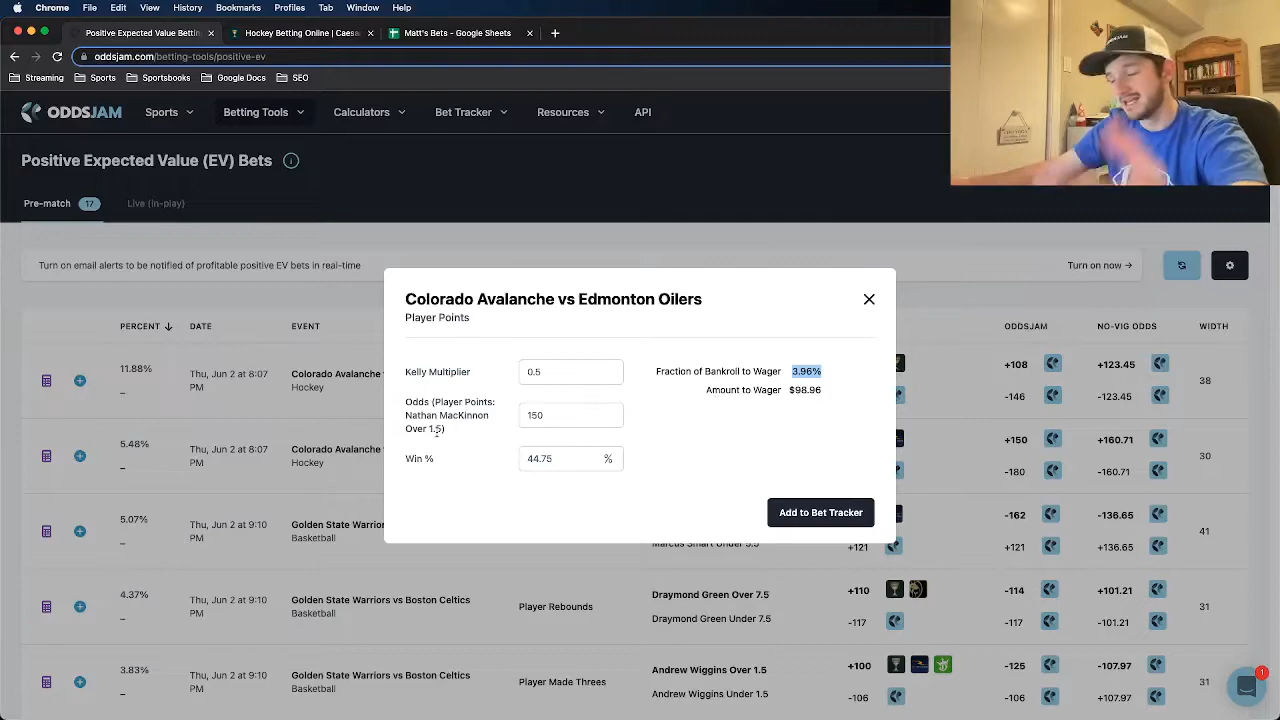 Chrome File Edit View History Bookmarks Profiles Tab Window Help
Positive Expected Value (EV) Betti × Hockey Betting Online | Caesa × Matt's Bets - Google Sheets × +
oddsjam.com/betting-tools/positive-ev
Streaming Sports Sportsbooks Google Docs SEO
ODDSJAM Sports Betting Tools Calculators Bet Tracker Resources API
Positive Expected Value (EV) Bets
Pre-match 17 Live (In-play)
Turn on email alerts to be notified of profitable positive EV bets in real-time Turn on now →
PERCENT DATE EVENT ODDSJAM NO-VIG ODDS WIDTH
11.88% Thu, Jun 2 at 8:07 PM Colorado Avalanche +108 +123.45 38
– Hockey -146 -123.45
5.48% Thu, Jun 2 at 8:07 PM Colorado Avalanche +150 +160.71 30
– Hockey -180 -160.71
5.07% Thu, Jun 2 at 9:10 PM Golden State Warriors -162 -136.65 41
– Basketball Marcus Smart Under 5.5 +121 +121 +136.65
4.37% Thu, Jun 2 at 9:10 PM Golden State Warriors vs Boston Celtics Player Rebounds Draymond Green Over 7.5 +110 -114 +101.21 31
– Basketball Draymond Green Under 7.5 -117 -117 -101.21
3.83% Thu, Jun 2 at 9:10 PM Golden State Warriors vs Boston Celtics Player Made Threes Andrew Wiggins Over 1.5 +100 -125 -107.97 31
– Basketball Andrew Wiggins Under 1.5 -106 -106 +107.97
Colorado Avalanche vs Edmonton Oilers
Player Points
Kelly Multiplier 0.5 Fraction of Bankroll to Wager 3.96%
Amount to Wager $98.96
Odds (Player Points:
Nathan MacKinnon 150
Over 1.5)
Win % 44.75 %
Add to Bet Tracker
1